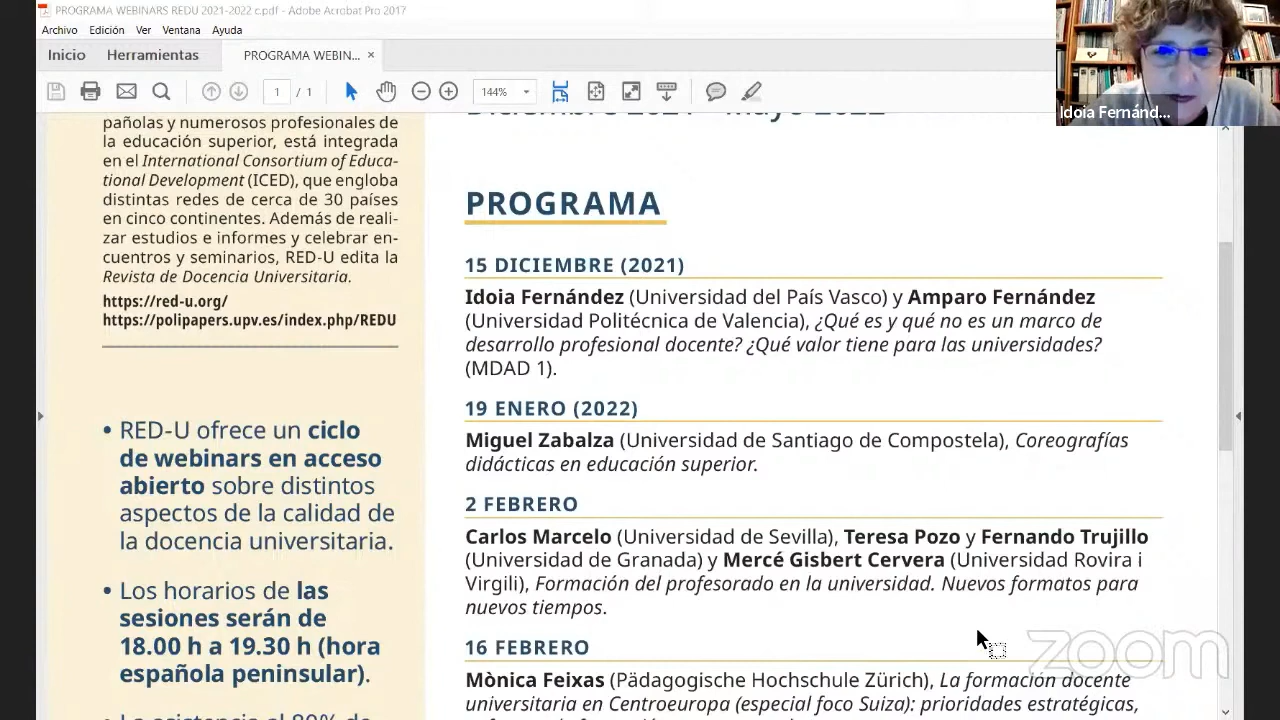 PROGRAMA WEBINARS REDU 2021-2022 c.pdf - Adobe Acrobat Pro 2017
Archivo Edición Ver Ventana Ayuda
Inicio Herramientas PROGRAMA WEBIN... ×
1 / 1 144%
Idoia Fernánd...
pañolas y numerosos profesionales de
la educación superior, está integrada
en el International Consortium of Educa-
tional Development (ICED), que engloba
distintas redes de cerca de 30 países
en cinco continentes. Además de reali-
zar estudios e informes y celebrar en-
cuentros y seminarios, RED-U edita la
Revista de Docencia Universitaria.
https://red-u.org/
https://polipapers.upv.es/index.php/REDU
• RED-U ofrece un ciclo
de webinars en acceso
abierto sobre distintos
aspectos de la calidad de
la docencia universitaria.
• Los horarios de las
sesiones serán de
18.00 h a 19.30 h (hora
española peninsular).
La asistencia al 80% de
Diciembre 2021 - Mayo 2022
PROGRAMA
15 DICIEMBRE (2021)
Idoia Fernández (Universidad del País Vasco) y Amparo Fernández
(Universidad Politécnica de Valencia), ¿Qué es y qué no es un marco de
desarrollo profesional docente? ¿Qué valor tiene para las universidades?
(MDAD 1).
19 ENERO (2022)
Miguel Zabalza (Universidad de Santiago de Compostela), Coreografías
didácticas en educación superior.
2 FEBRERO
Carlos Marcelo (Universidad de Sevilla), Teresa Pozo y Fernando Trujillo
(Universidad de Granada) y Mercé Gisbert Cervera (Universidad Rovira i
Virgili), Formación del profesorado en la universidad. Nuevos formatos para
nuevos tiempos.
16 FEBRERO
Mònica Feixas (Pädagogische Hochschule Zürich), La formación docente
universitaria en Centroeuropa (especial foco Suiza): prioridades estratégicas,
zoom